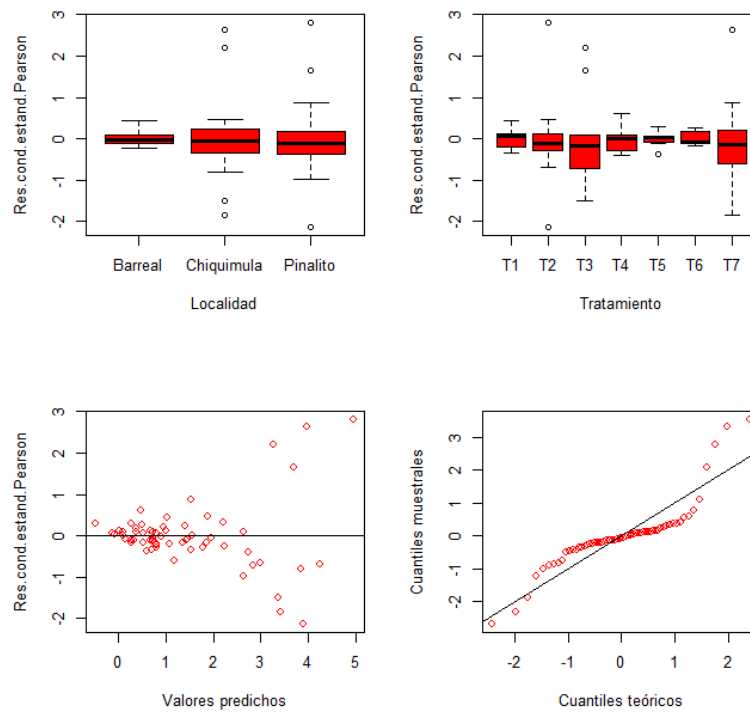 Res.cond.estand.Pearson
3
2
1
0
-1
-2
Barreal Chiquimula Pinalito
Localidad
Res.cond.estand.Pearson
3
2
1
0
-1
-2
T1 T2 T3 T4 T5 T6 T7
Tratamiento
Res.cond.estand.Pearson
3
2
1
0
-1
-2
0 1 2 3 4 5
Valores predichos
Cuantiles muestrales
3
2
1
0
-1
-2
-2 -1 0 1 2
Cuantiles teóricos